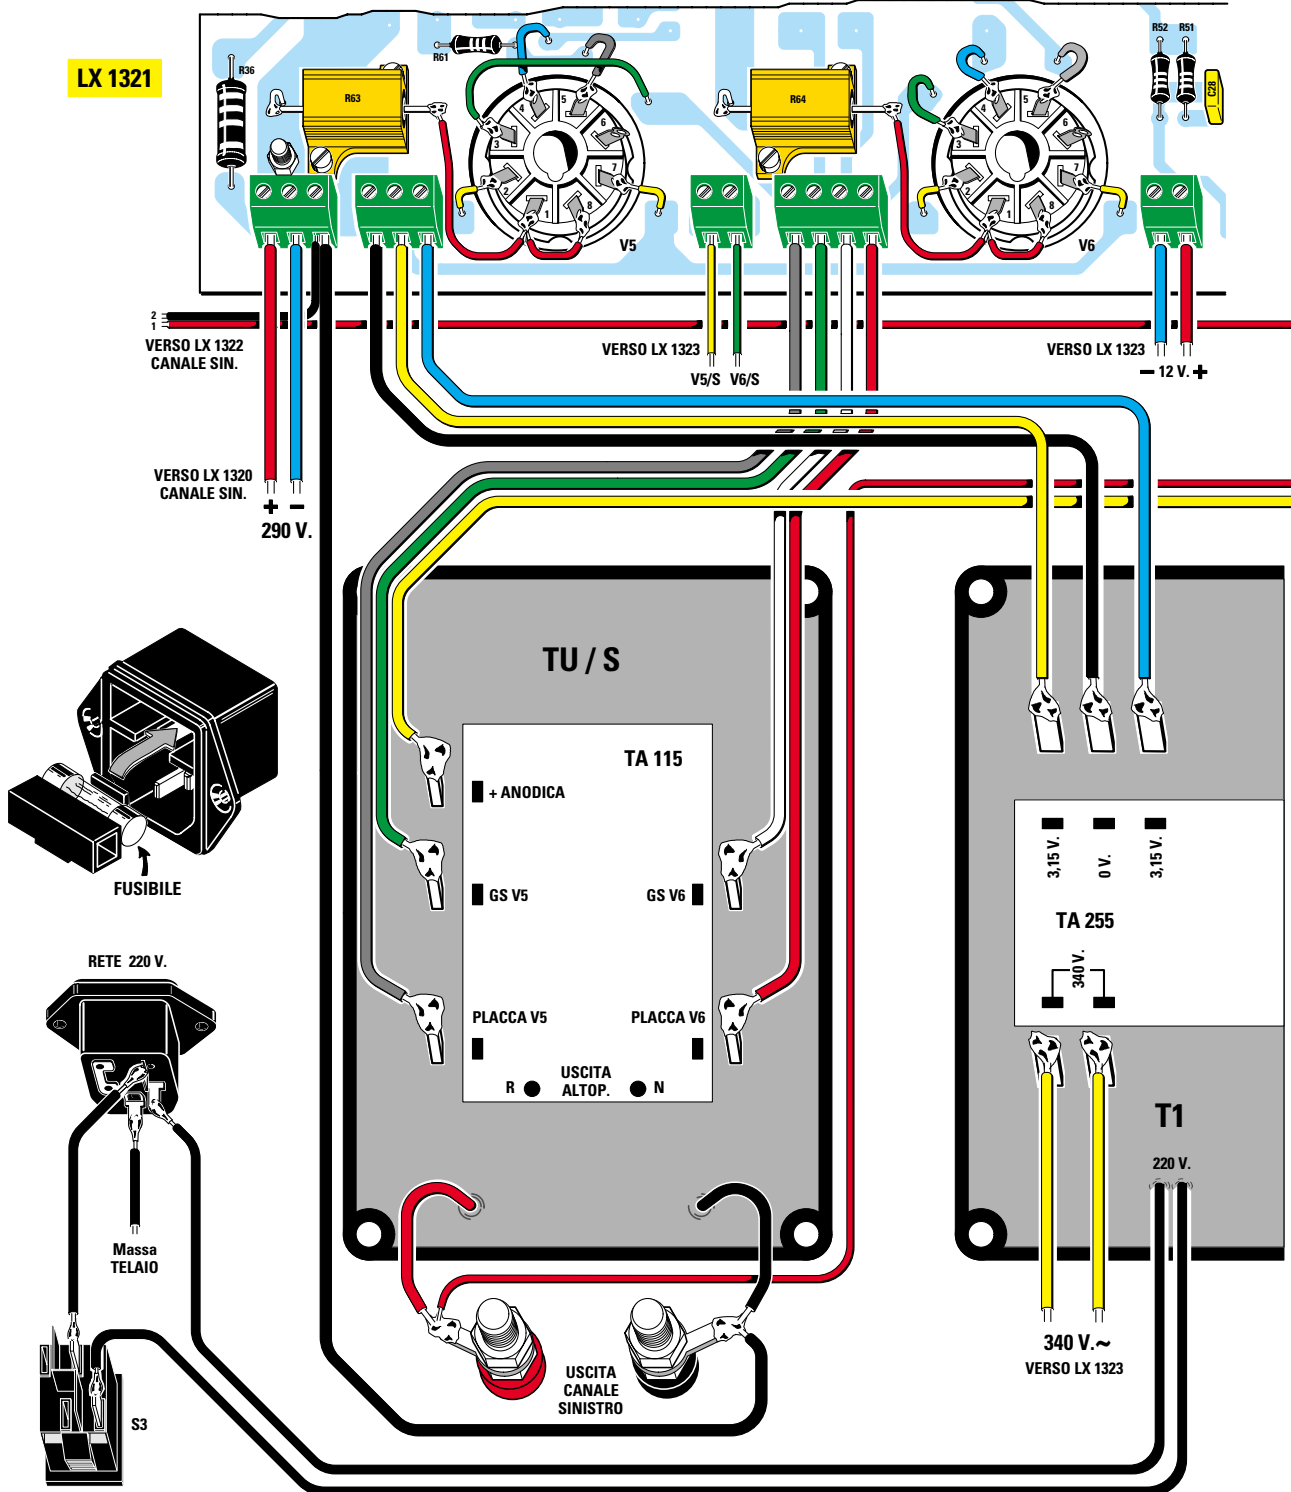 LX 1321
R36
R63
R61
4
5
3
6
2
7
1
8
V5
R64
4
5
3
6
2
7
1
8
V6
R52
R51
C28
2
1
VERSO LX 1322
CANALE SIN.
VERSO LX 1323
V5/S
V6/S
VERSO LX 1323
− 12 V. +
VERSO LX 1320
CANALE SIN.
+ −
290 V.
TU / S
TA 115
+ ANODICA
GS V5
GS V6
PLACCA V5
PLACCA V6
USCITA
ALTOP.
R
N
FUSIBILE
RETE 220 V.
Massa
TELAIO
S3
3,15 V.
0 V.
3,15 V.
TA 255
340 V.
T1
220 V.
340 V.~
VERSO LX 1323
USCITA
CANALE
SINISTRO